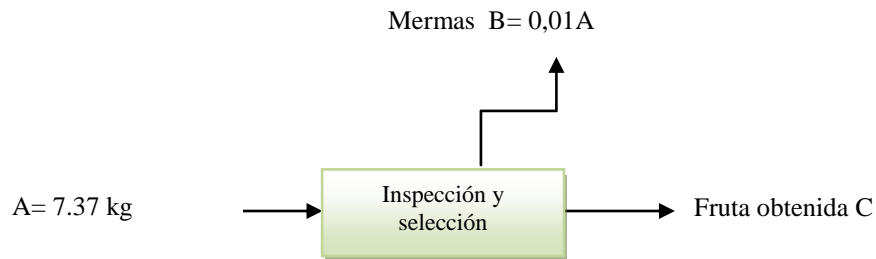 Mermas B= 0,01A
A= 7.37 kg
Inspección y
selección
Fruta obtenida C